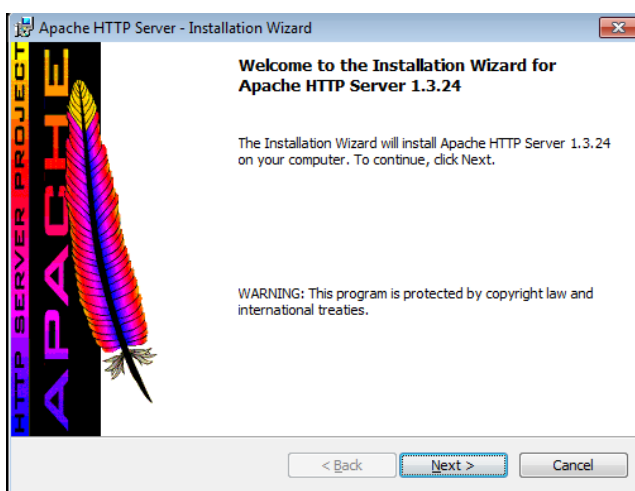 Apache HTTP Server - Installation Wizard
HTTP SERVER PROJECT
APACHE
Welcome to the Installation Wizard for
Apache HTTP Server 1.3.24
The Installation Wizard will install Apache HTTP Server 1.3.24
on your computer. To continue, click Next.
WARNING: This program is protected by copyright law and
international treaties.
< Back
Next >
Cancel